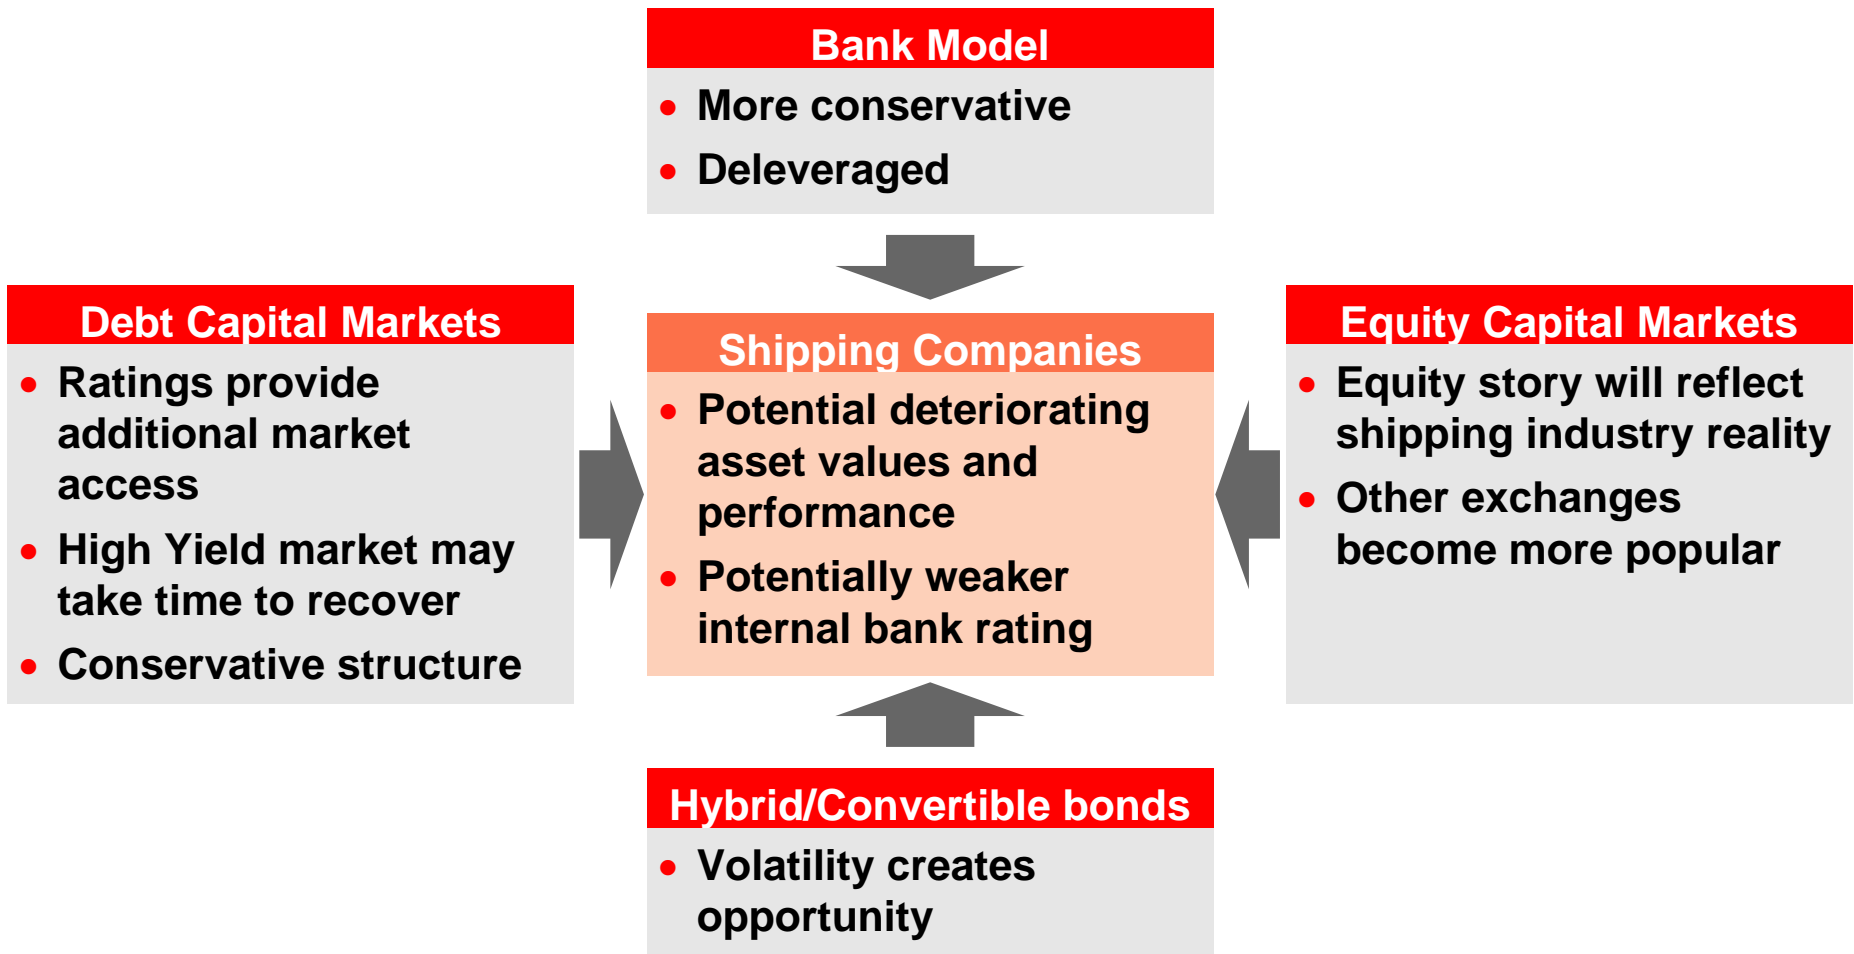 Bank Model
• More conservative
• Deleveraged
Debt Capital Markets
• Ratings provide
additional market
access
• High Yield market may
take time to recover
• Conservative structure
Shipping Companies
• Potential deteriorating
asset values and
performance
• Potentially weaker
internal bank rating
Equity Capital Markets
• Equity story will reflect
shipping industry reality
• Other exchanges
become more popular
Hybrid/Convertible bonds
• Volatility creates
opportunity